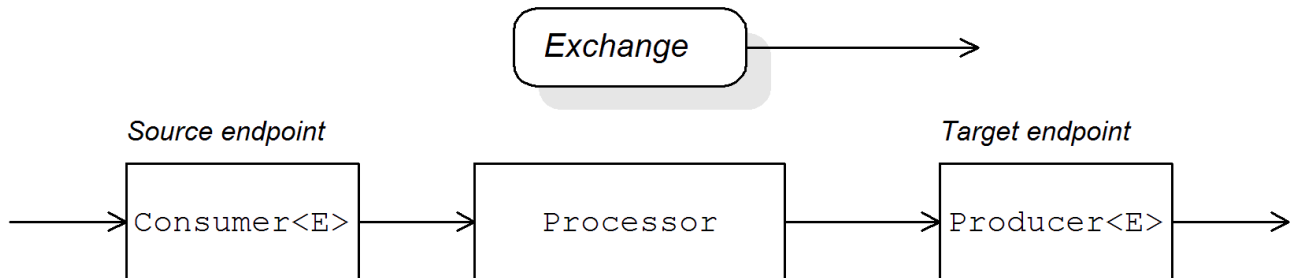 Exchange
Source endpoint
Target endpoint
Consumer<E>
Processor
Producer<E>